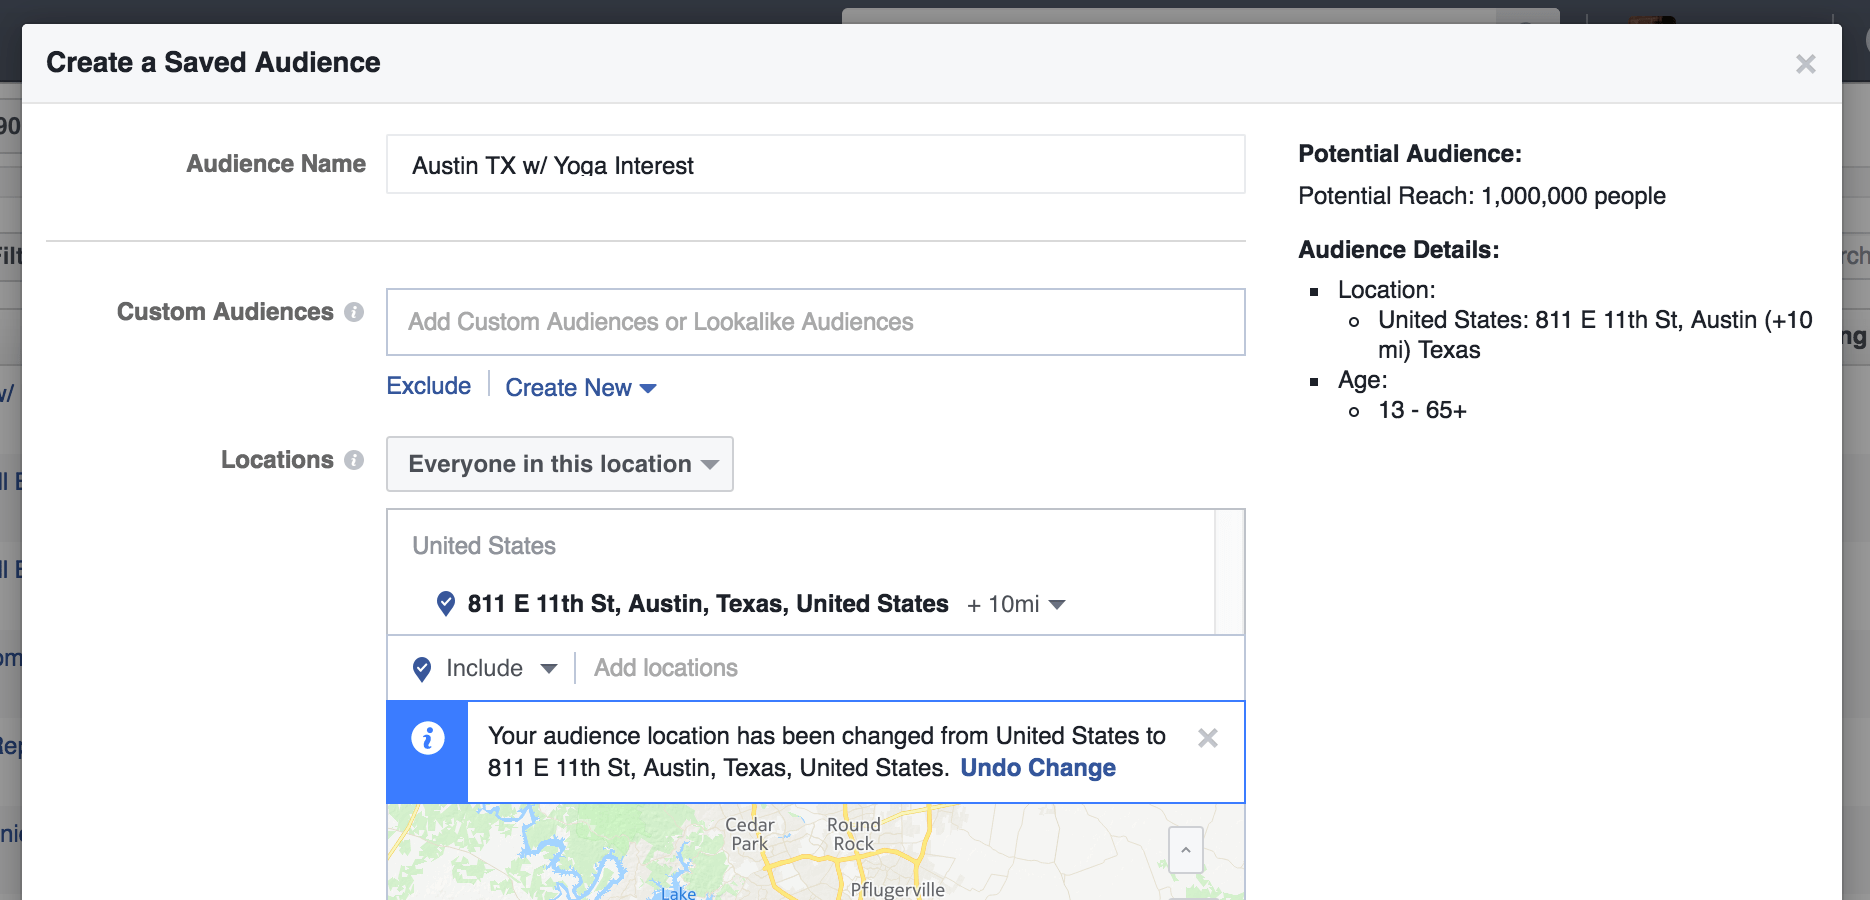 Create a Saved Audience
Audience Name
Austin TX w/ Yoga Interest
Custom Audiences
Add Custom Audiences or Lookalike Audiences
Exclude
Create New
Locations
Everyone in this location
United States
811 E 11th St, Austin, Texas, United States + 10mi
Include
Add locations
Your audience location has been changed from United States to
811 E 11th St, Austin, Texas, United States. Undo Change
Cedar
Park
Round
Rock
Pflugerville
Lake
Potential Audience:
Potential Reach: 1,000,000 people
Audience Details:
Location:
United States: 811 E 11th St, Austin (+10
mi) Texas
Age:
13 - 65+